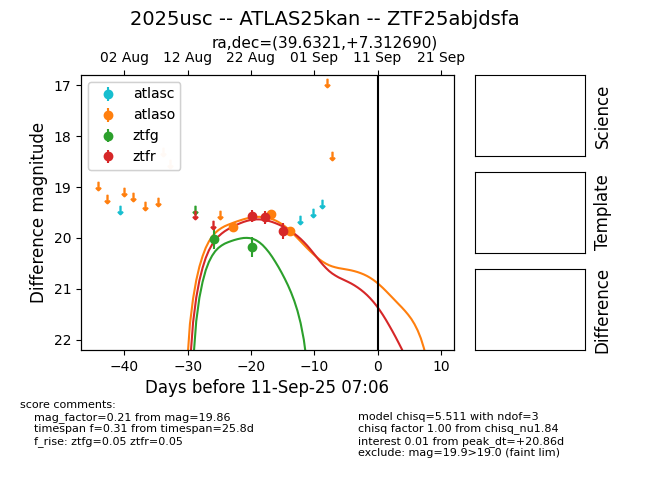 2025usc -- ATLAS25kan -- ZTF25abjdsfa
ra,dec=(39.6321,+7.312690)
02 Aug 12 Aug 22 Aug 01 Sep 11 Sep 21 Sep
atlasc
atlaso
ztfg
ztfr
17
18
19
20
21
22
Difference magnitude
−40 −30 −20 −10 0 10
Days before 11-Sep-25 07:06
Science
Template
Difference
score comments:
mag_factor=0.21 from mag=19.86
timespan f=0.31 from timespan=25.8d
f_rise: ztfg=0.05 ztfr=0.05
model chisq=5.511 with ndof=3
chisq factor 1.00 from chisq_nu1.84
interest 0.01 from peak_dt=+20.86d
exclude: mag=19.9>19.0 (faint lim)